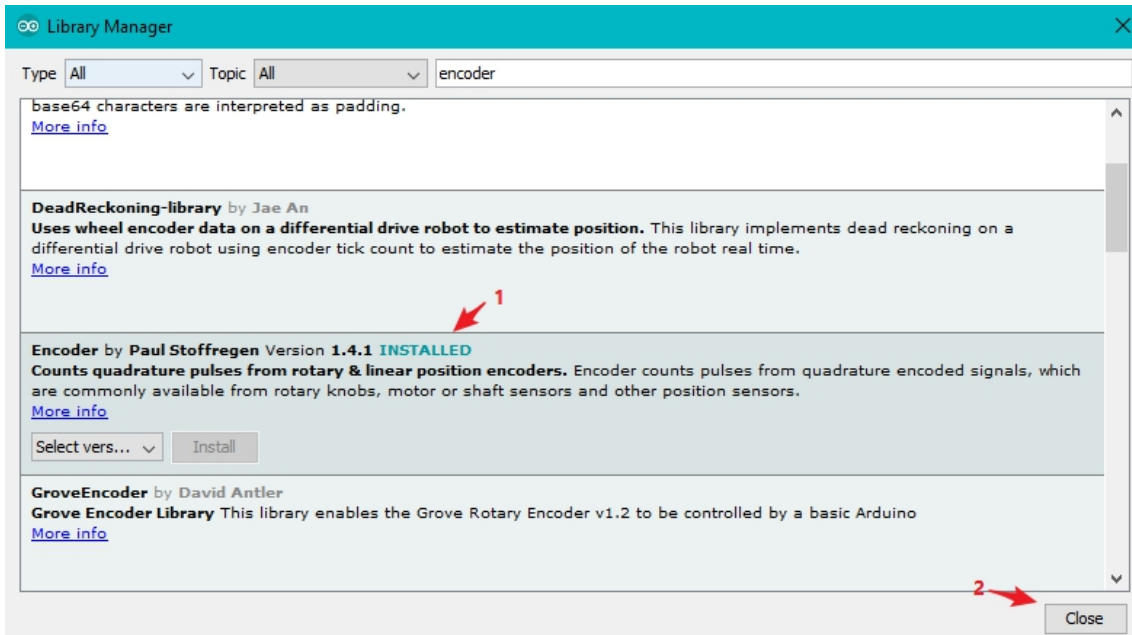 Library Manager
Type All Topic All encoder
base64 characters are interpreted as padding.
More info
DeadReckoning-library by Jae An
Uses wheel encoder data on a differential drive robot to estimate position. This library implements dead reckoning on a
differential drive robot using encoder tick count to estimate the position of the robot real time.
More info
1
Encoder by Paul Stoffregen Version 1.4.1 INSTALLED
Counts quadrature pulses from rotary & linear position encoders. Encoder counts pulses from quadrature encoded signals, which
are commonly available from rotary knobs, motor or shaft sensors and other position sensors.
More info
Select vers... Install
GroveEncoder by David Antler
Grove Encoder Library This library enables the Grove Rotary Encoder v1.2 to be controlled by a basic Arduino
More info
2
Close